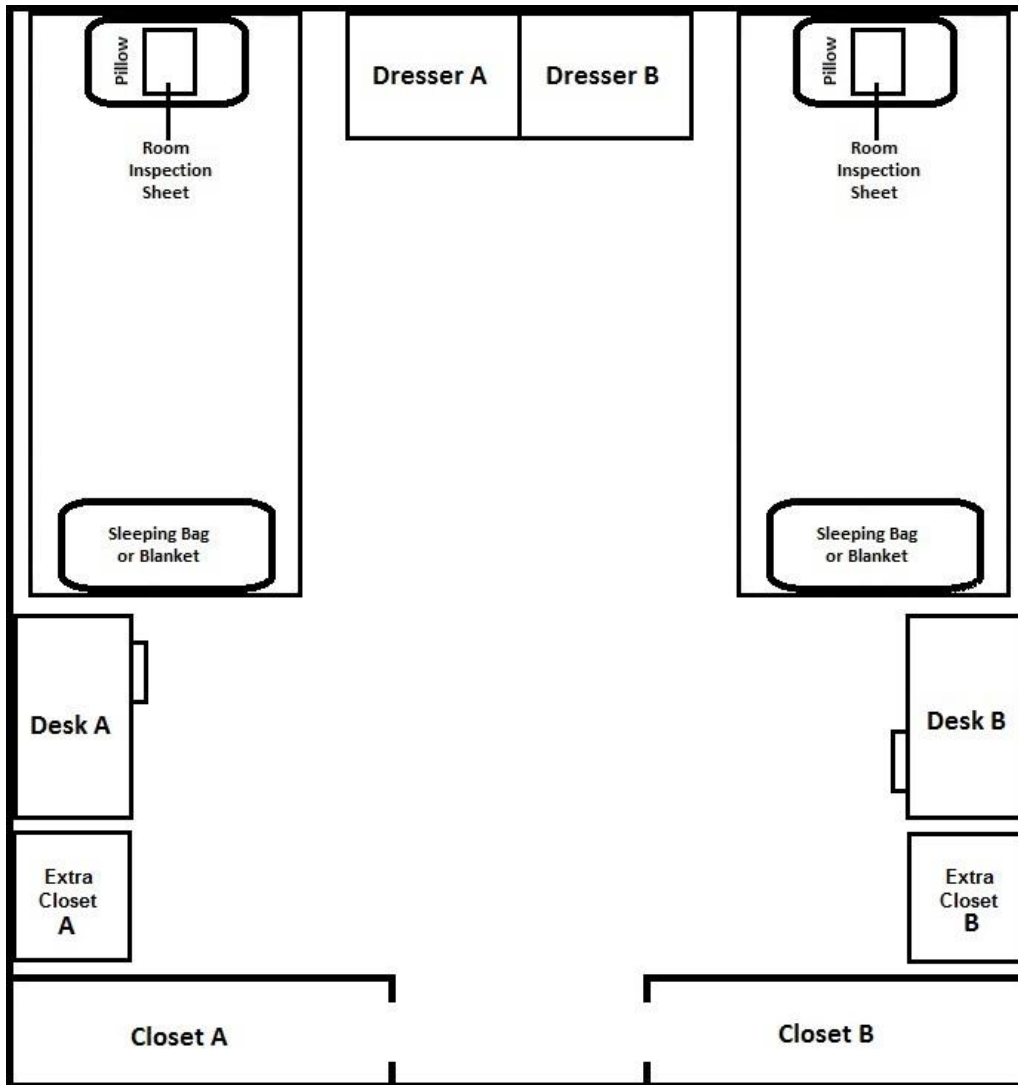 Pillow
Dresser A
Dresser B
Pillow
Room
Inspection
Sheet
Room
Inspection
Sheet
Sleeping Bag
or Blanket
Sleeping Bag
or Blanket
Desk A
Desk B
Extra
Closet
A
Extra
Closet
B
Closet A
Closet B